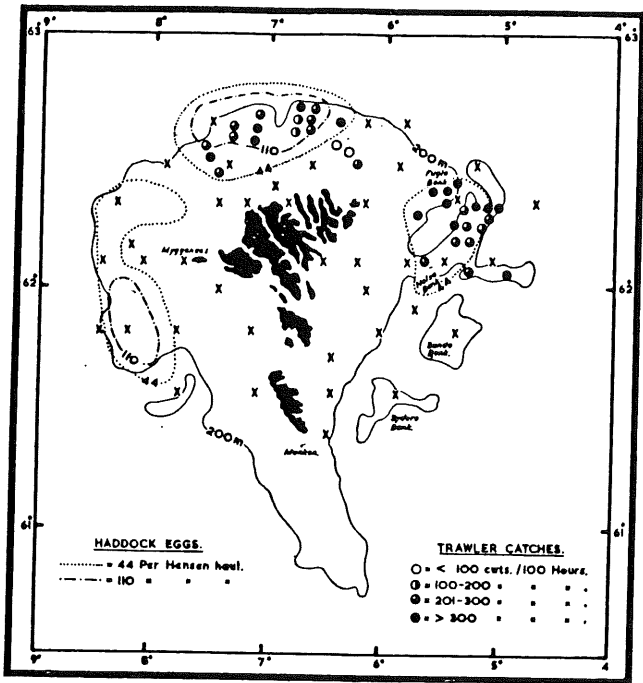 9° 8° 7° 6° 5° 4°
63 63
200m
110
Mygganaes
62° 62°
110
44
200m
61° 61°
HADDOCK EGGS.
= 44 Per Hensen haul.
= 110 " " "
TRAWLER CATCHES.
= < 100 cwts. /100 Hours.
= 100-200 " " " .
= 201-300 " " " .
= > 300 " " " .
9° 8° 7° 6° 5° 4°